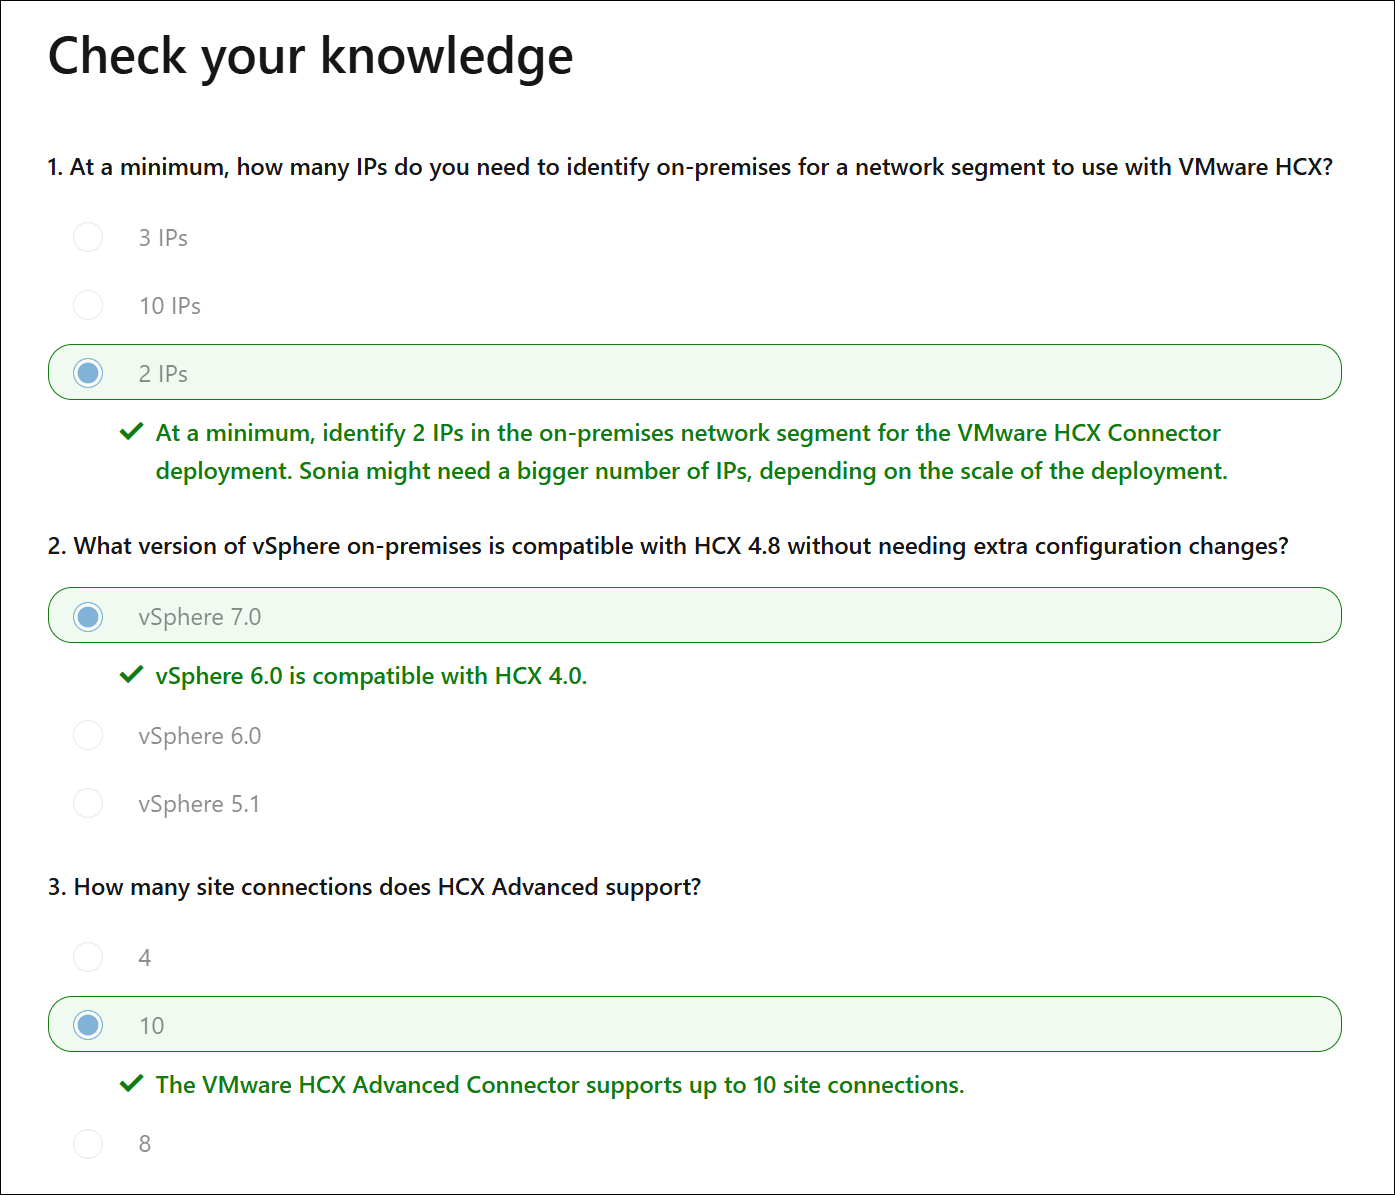 Check your knowledge
1. At a minimum, how many IPs do you need to identify on-premises for a network segment to use with VMware HCX?
3 IPs
10 IPs
2 IPs
At a minimum, identify 2 IPs in the on-premises network segment for the VMware HCX Connector
deployment. Sonia might need a bigger number of IPs, depending on the scale of the deployment.
2. What version of vSphere on-premises is compatible with HCX 4.8 without needing extra configuration changes?
vSphere 7.0
vSphere 6.0 is compatible with HCX 4.0.
vSphere 6.0
vSphere 5.1
3. How many site connections does HCX Advanced support?
4
10
The VMware HCX Advanced Connector supports up to 10 site connections.
8